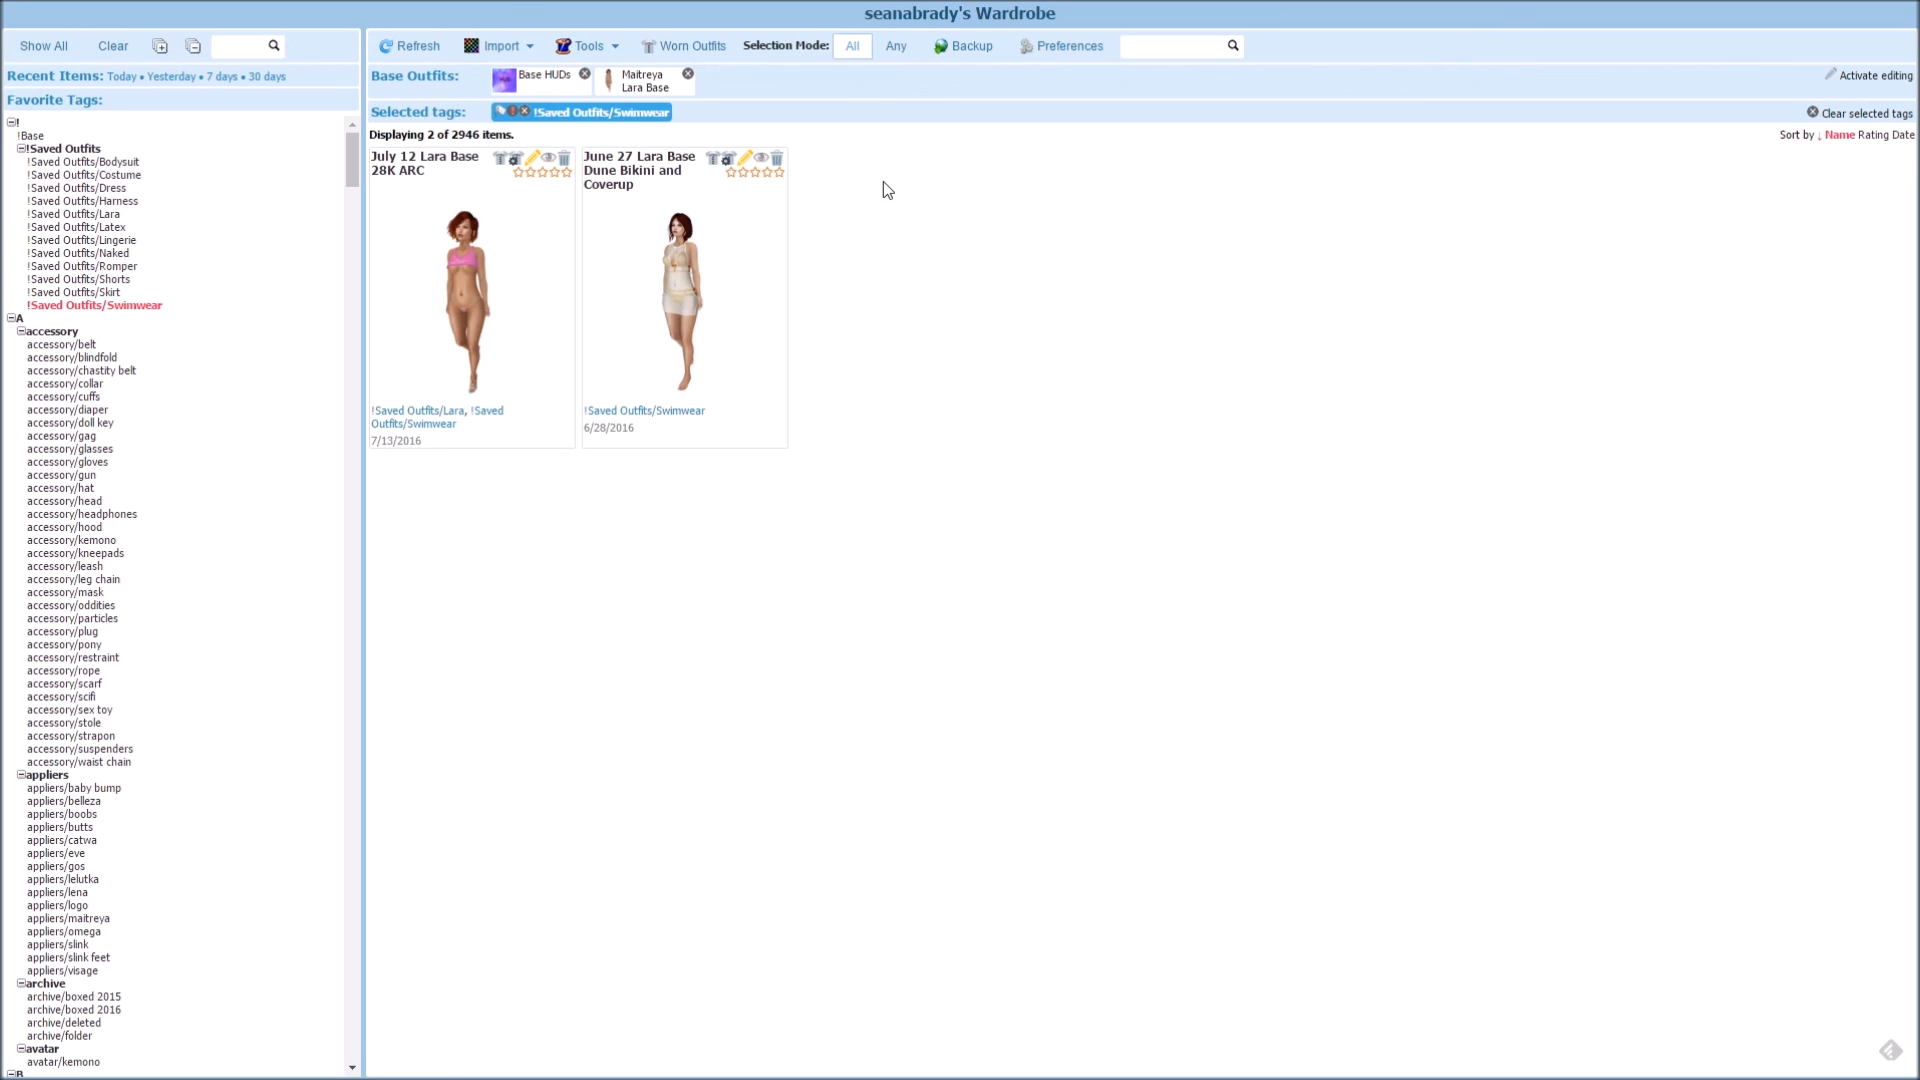 seanabrady's Wardrobe
Show All Clear
Refresh Import Tools Worn Outfits Selection Mode: All Any Backup Preferences
Recent Items: Today • Yesterday • 7 days • 30 days
Base Outfits: Base HUDs Maitreya
Lara Base
Activate editing
Favorite Tags:
Selected tags: !Saved Outfits/Swimwear
Clear selected tags
Displaying 2 of 2946 items.
Sort by ↓ Name Rating Date
!
!Base
!Saved Outfits
!Saved Outfits/Bodysuit
!Saved Outfits/Costume
!Saved Outfits/Dress
!Saved Outfits/Harness
!Saved Outfits/Lara
!Saved Outfits/Latex
!Saved Outfits/Lingerie
!Saved Outfits/Naked
!Saved Outfits/Romper
!Saved Outfits/Shorts
!Saved Outfits/Skirt
!Saved Outfits/Swimwear
A
accessory
accessory/belt
accessory/blindfold
accessory/chastity belt
accessory/collar
accessory/cuffs
accessory/diaper
accessory/doll key
accessory/gag
accessory/glasses
accessory/gloves
accessory/gun
accessory/hat
accessory/head
accessory/headphones
accessory/hood
accessory/kemono
accessory/kneepads
accessory/leash
accessory/leg chain
accessory/mask
accessory/oddities
accessory/particles
accessory/plug
accessory/pony
accessory/restraint
accessory/rope
accessory/scarf
accessory/scifi
accessory/sex toy
accessory/stole
accessory/strapon
accessory/suspenders
accessory/waist chain
appliers
appliers/baby bump
appliers/belleza
appliers/boobs
appliers/butts
appliers/catwa
appliers/eve
appliers/gos
appliers/lelutka
appliers/lena
appliers/logo
appliers/maitreya
appliers/omega
appliers/slink
appliers/slink feet
appliers/visage
archive
archive/boxed 2015
archive/boxed 2016
archive/deleted
archive/folder
avatar
avatar/kemono
B
July 12 Lara Base
28K ARC
!Saved Outfits/Lara, !Saved
Outfits/Swimwear
7/13/2016
June 27 Lara Base
Dune Bikini and
Coverup
!Saved Outfits/Swimwear
6/28/2016